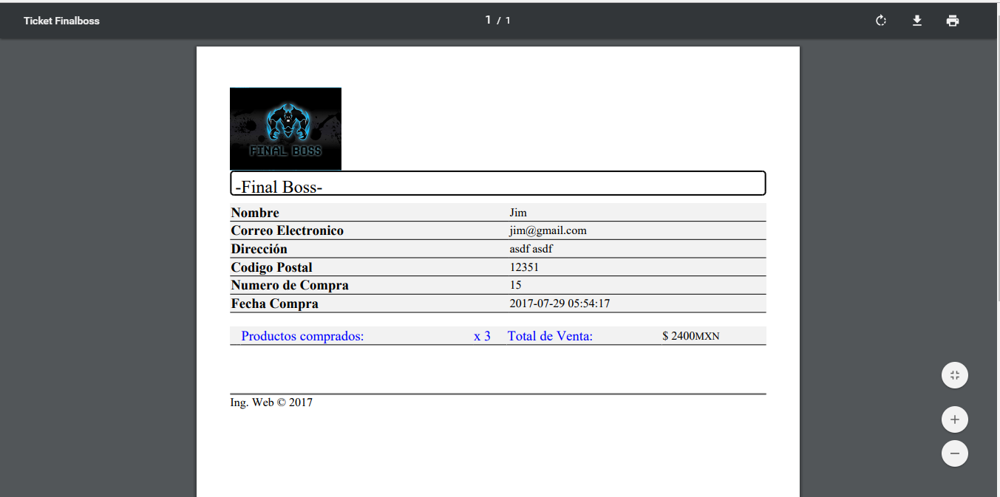 Ticket Finalboss
1 / 1
FINAL BOSS
-Final Boss-
Nombre Jim
Correo Electronico jim@gmail.com
Dirección asdf asdf
Codigo Postal 12351
Numero de Compra 15
Fecha Compra 2017-07-29 05:54:17
Productos comprados: x 3 Total de Venta: $ 2400MXN
Ing. Web © 2017